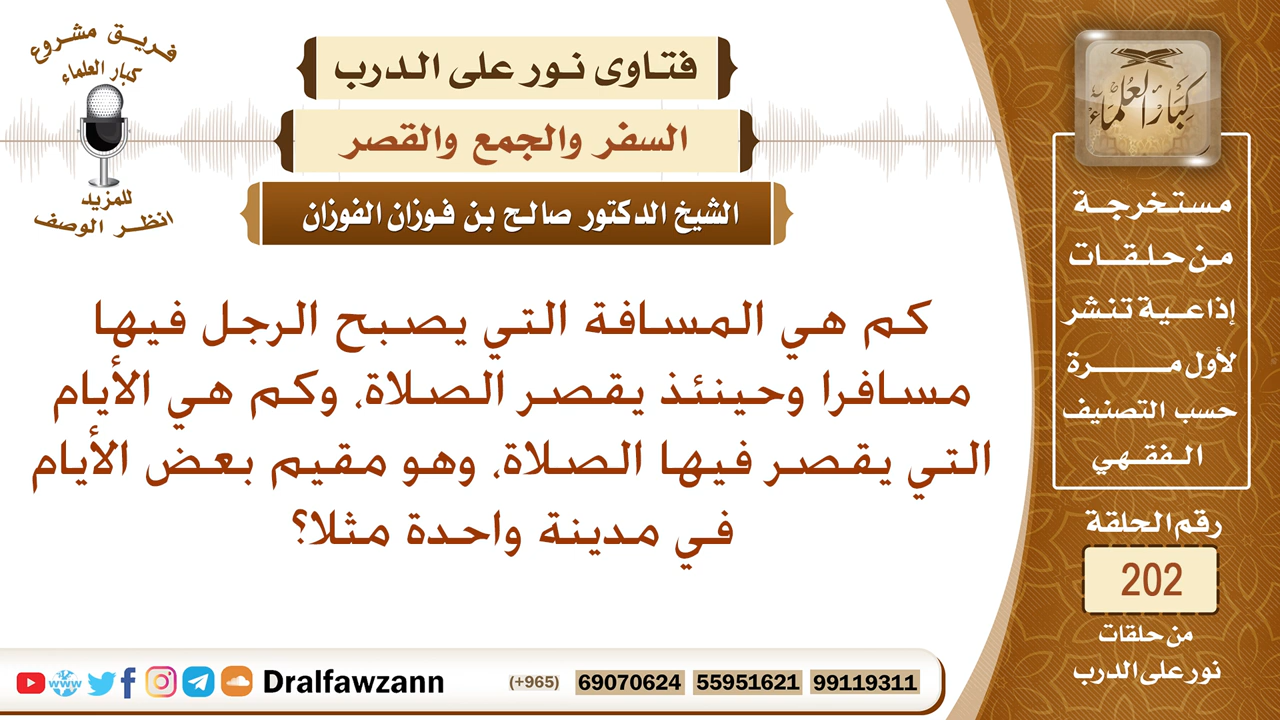 فريق مشروع
كبار العلماء
للمزيد
انظر الوصف
فتاوى نور على الدرب
السفر والجمع والقصر
الشيخ الدكتور صالح بن فوزان الفوزان
كم هي المسافة التي يصبح الرجل فيها
مسافرا وحينئذ يقصر الصلاة، وكم هي الأيام
التي يقصر فيها الصلاة، وهو مقيم بعض الأيام
في مدينة واحدة مثلا؟
كبار العلماء
مستخرجة
من حلقات
إذاعية تنشر
لأول مرة
حسب التصنيف
الفقهي
رقم الحلقة
202
من حلقات
نور على الدرب
www Dralfawzann (+965) 69070624 55951621 99119311